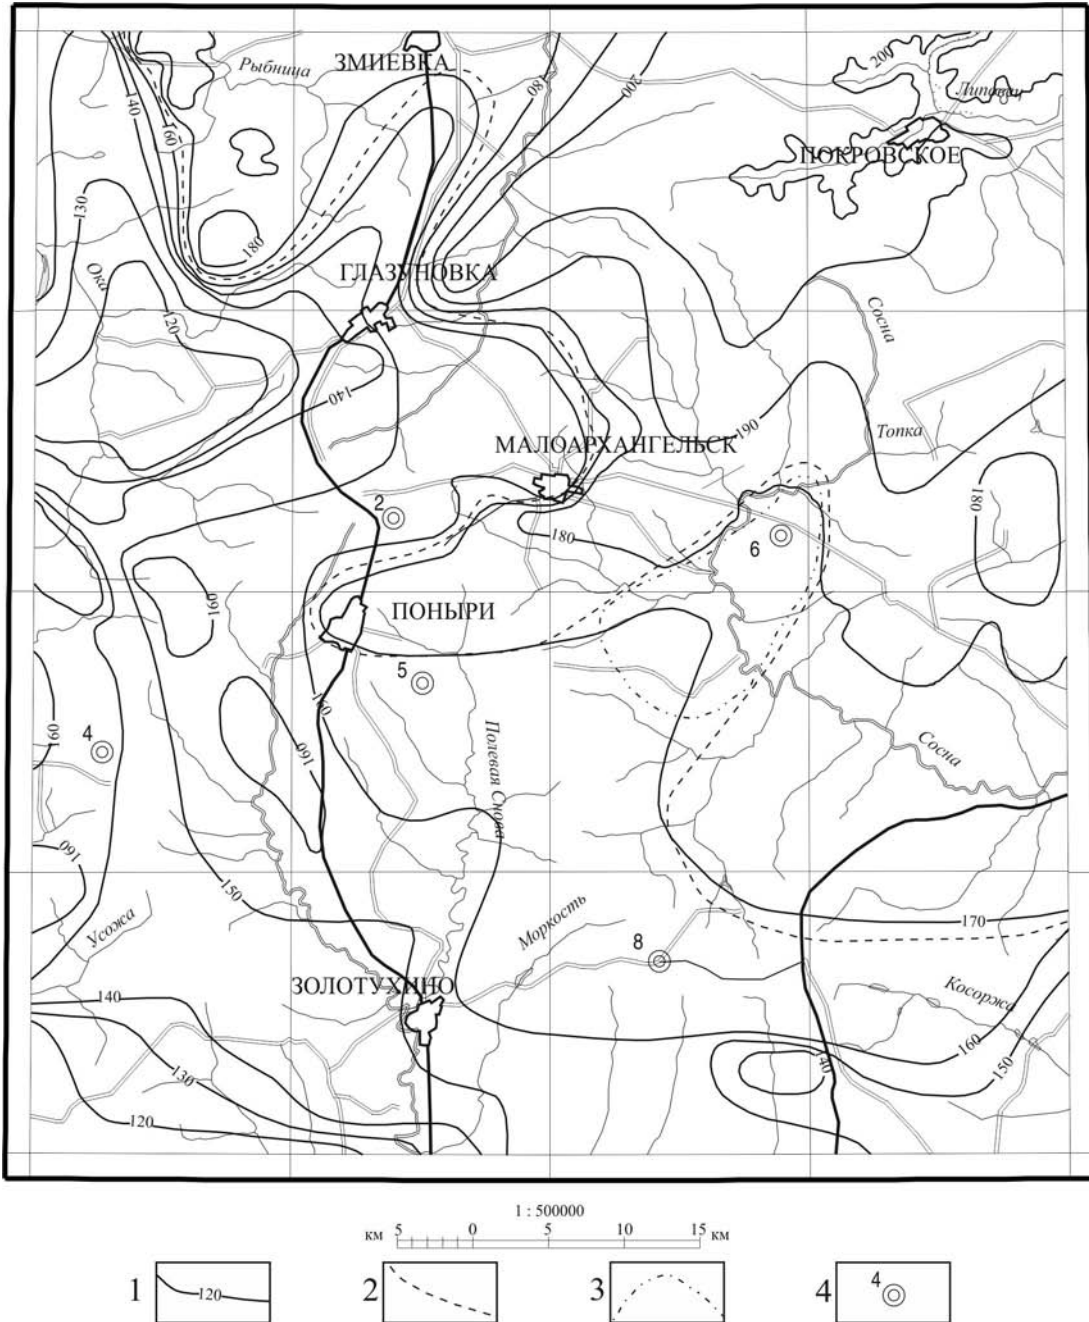 ЗМИЕВКА
Рыбница
180
200
200
Липовец
ПОКРОВСКОЕ
140
160
130
180
Ока
ГЛАЗУНОВКА
120
Сосна
140
190
Топка
МАЛОАРХАНГЕЛЬСК
2
180
180
6
160
ПОНЫРИ
5
160
160
160
4
Полевая Снова
Сосна
160
150
170
Усожа
Моркость
8
ЗОЛОТУХИНО
140
Косоржа
160
150
130
140
120
1 : 500000
км 5 0 5 10 15 км
1 120
2
3
4 4